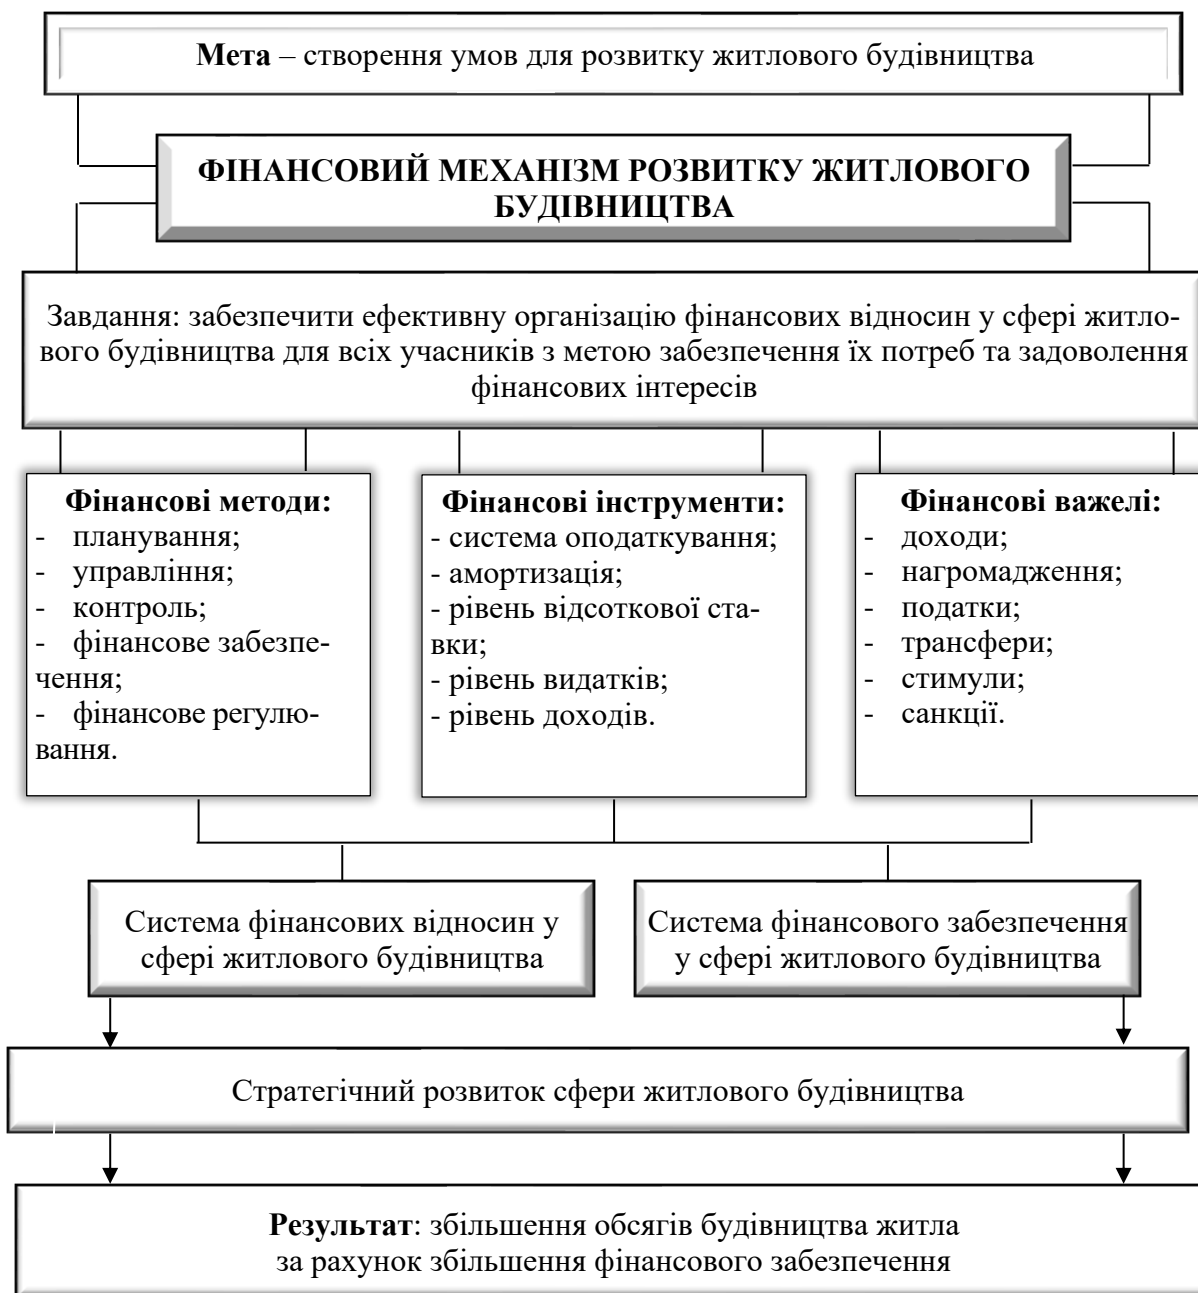 Мета – створення умов для розвитку житлового будівництва
ФІНАНСОВИЙ МЕХАНІЗМ РОЗВИТКУ ЖИТЛОВОГО
БУДІВНИЦТВА
Завдання: забезпечити ефективну організацію фінансових відносин у сфері житло-
вого будівництва для всіх учасників з метою забезпечення їх потреб та задоволення
фінансових інтересів
Фінансові методи:
- планування;
- управління;
- контроль;
- фінансове забезпе-
чення;
- фінансове регулю-
вання.
Фінансові інструменти:
- система оподаткування;
- амортизація;
- рівень відсоткової ста-
вки;
- рівень видатків;
- рівень доходів.
Фінансові важелі:
- доходи;
- нагромадження;
- податки;
- трансфери;
- стимули;
- санкції.
Система фінансових відносин у
сфері житлового будівництва
Система фінансового забезпечення
у сфері житлового будівництва
Стратегічний розвиток сфери житлового будівництва
Результат: збільшення обсягів будівництва житла
за рахунок збільшення фінансового забезпечення